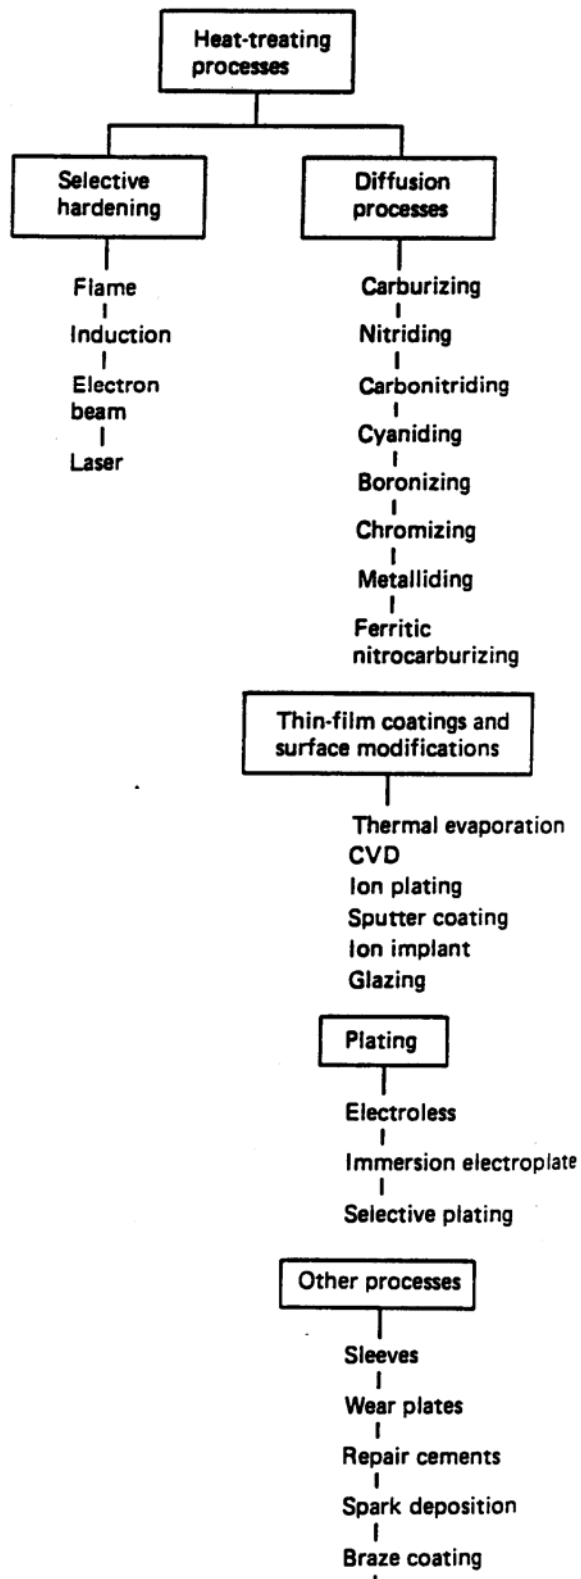 Heat-treating
processes
Selective
hardening
Diffusion
processes
Flame
Induction
Electron
beam
Laser
Carburizing
Nitriding
Carbonitriding
Cyaniding
Boronizing
Chromizing
Metalliding
Ferritic
nitrocarburizing
Thin-film coatings and
surface modifications
Thermal evaporation
CVD
Ion plating
Sputter coating
Ion implant
Glazing
Plating
Electroless
Immersion electroplate
Selective plating
Other processes
Sleeves
Wear plates
Repair cements
Spark deposition
Braze coating